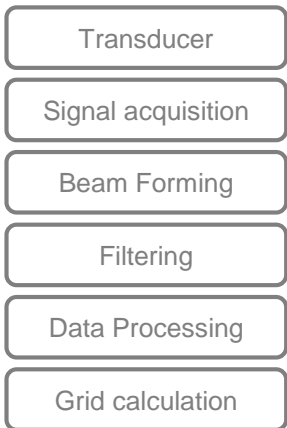 Transducer
Signal acquisition
Beam Forming
Filtering
Data Processing
Grid calculation